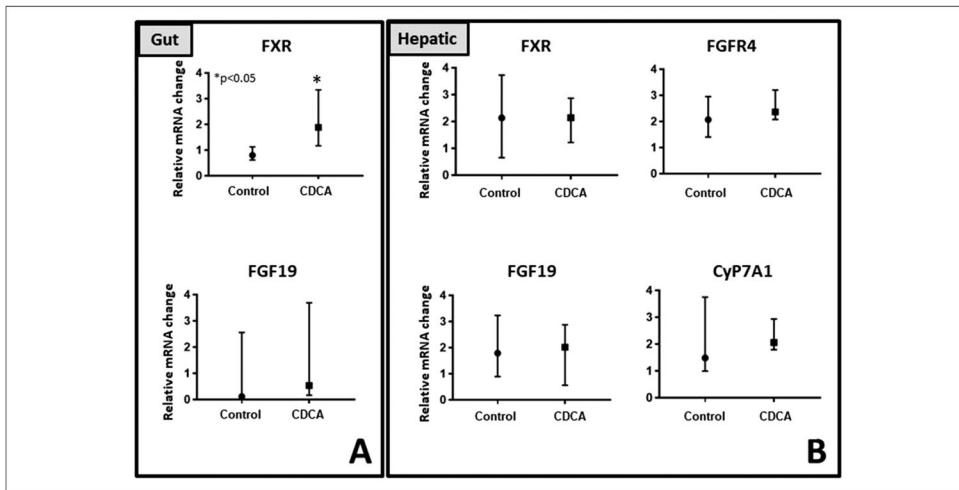 Gut
FXR
Relative mRNA change
4
3
2
1
0
*p<0.05
*
Control
CDCA
FGF19
Relative mRNA change
4
3
2
1
0
Control
CDCA
A
Hepatic
FXR
Relative mRNA change
4
3
2
1
0
Control
CDCA
FGFR4
4
3
2
1
0
Control
CDCA
FGF19
Relative mRNA change
4
3
2
1
0
Control
CDCA
CyP7A1
4
3
2
1
0
Control
CDCA
B